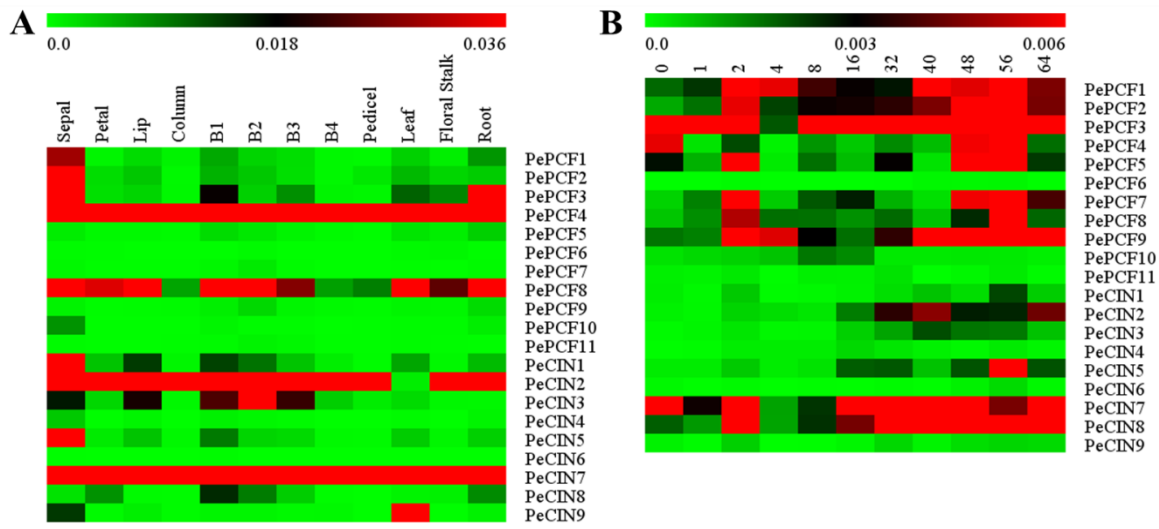 A
0.0 0.018 0.036
Sepal Petal Lip Column B1 B2 B3 B4 Pedicel Leaf Floral Stalk Root
PePCF1
PePCF2
PePCF3
PePCF4
PePCF5
PePCF6
PePCF7
PePCF8
PePCF9
PePCF10
PePCF11
PeCIN1
PeCIN2
PeCIN3
PeCIN4
PeCIN5
PeCIN6
PeCIN7
PeCIN8
PeCIN9
B
0.0 0.003 0.006
0 1 2 4 8 16 32 40 48 56 64
PePCF1
PePCF2
PePCF3
PePCF4
PePCF5
PePCF6
PePCF7
PePCF8
PePCF9
PePCF10
PePCF11
PeCIN1
PeCIN2
PeCIN3
PeCIN4
PeCIN5
PeCIN6
PeCIN7
PeCIN8
PeCIN9